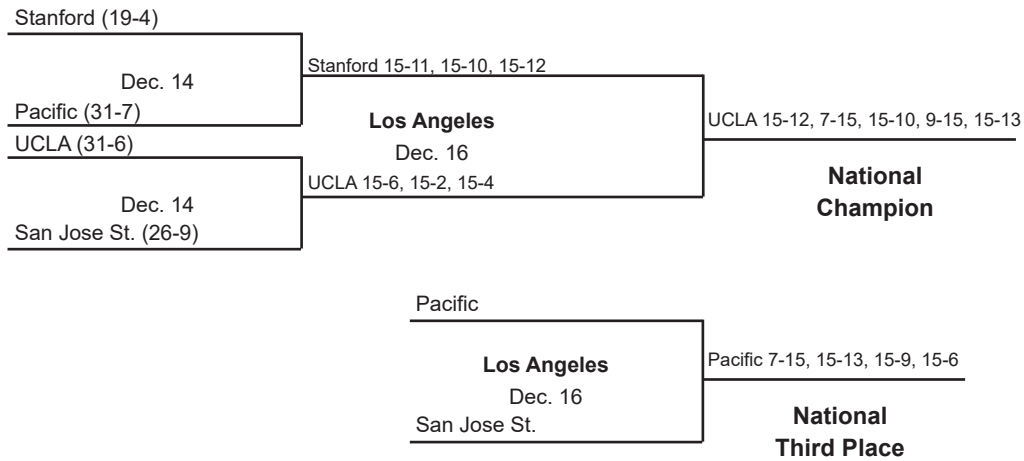 Stanford (19-4)
Dec. 14
Pacific (31-7)
Stanford 15-11, 15-10, 15-12
UCLA (31-6)
Dec. 14
San Jose St. (26-9)
UCLA 15-6, 15-2, 15-4
Los Angeles
Dec. 16
UCLA 15-12, 7-15, 15-10, 9-15, 15-13
National
Champion
Pacific
Los Angeles
Dec. 16
San Jose St.
Pacific 7-15, 15-13, 15-9, 15-6
National
Third Place